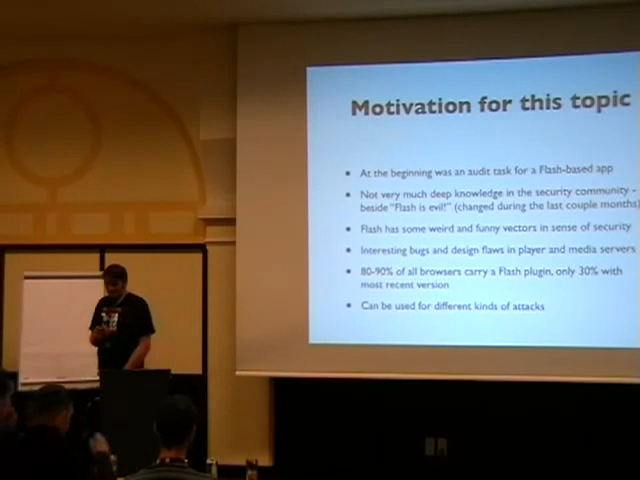 Motivation for this topic
• At the beginning was an audit task for a Flash-based app
• Not very much deep knowledge in the security community -
beside "Flash is evil!" (changed during the last couple months)
• Flash has some weird and funny vectors in sense of security
• Interesting bugs and design flaws in player and media servers
• 80-90% of all browsers carry a Flash plugin, only 30% with
most recent version
• Can be used for different kinds of attacks